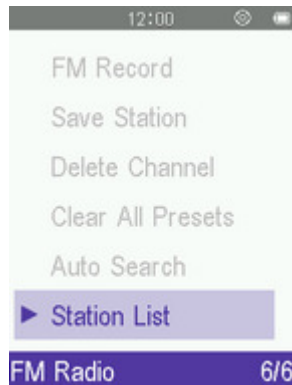 12:00
FM Record
Save Station
Delete Channel
Clear All Presets
Auto Search
Station List
FM Radio 6/6